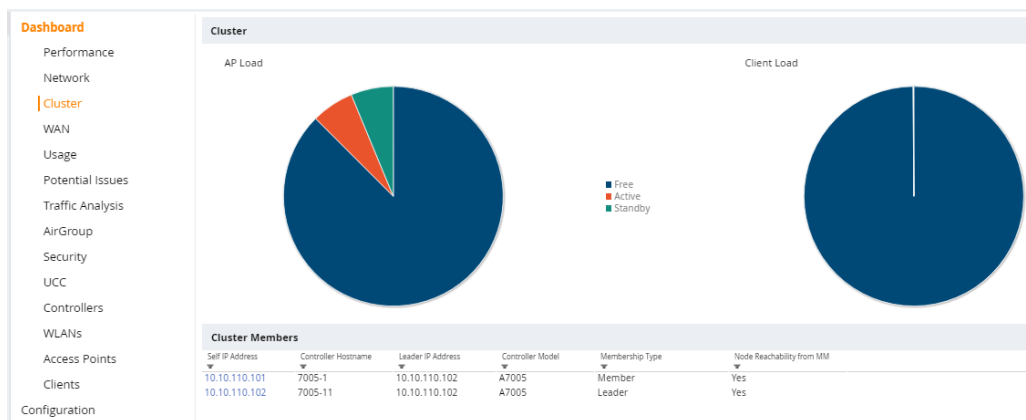 Dashboard
Performance
Network
Cluster
WAN
Usage
Potential Issues
Traffic Analysis
AirGroup
Security
UCC
Controllers
WLANs
Access Points
Clients
Configuration
Cluster
AP Load
Client Load
Free
Active
Standby
Cluster Members
Self IP Address Controller Hostname Leader IP Address Controller Model Membership Type Node Reachability from MM
10.10.110.101 7005-1 10.10.110.102 A7005 Member Yes
10.10.110.102 7005-11 10.10.110.102 A7005 Leader Yes